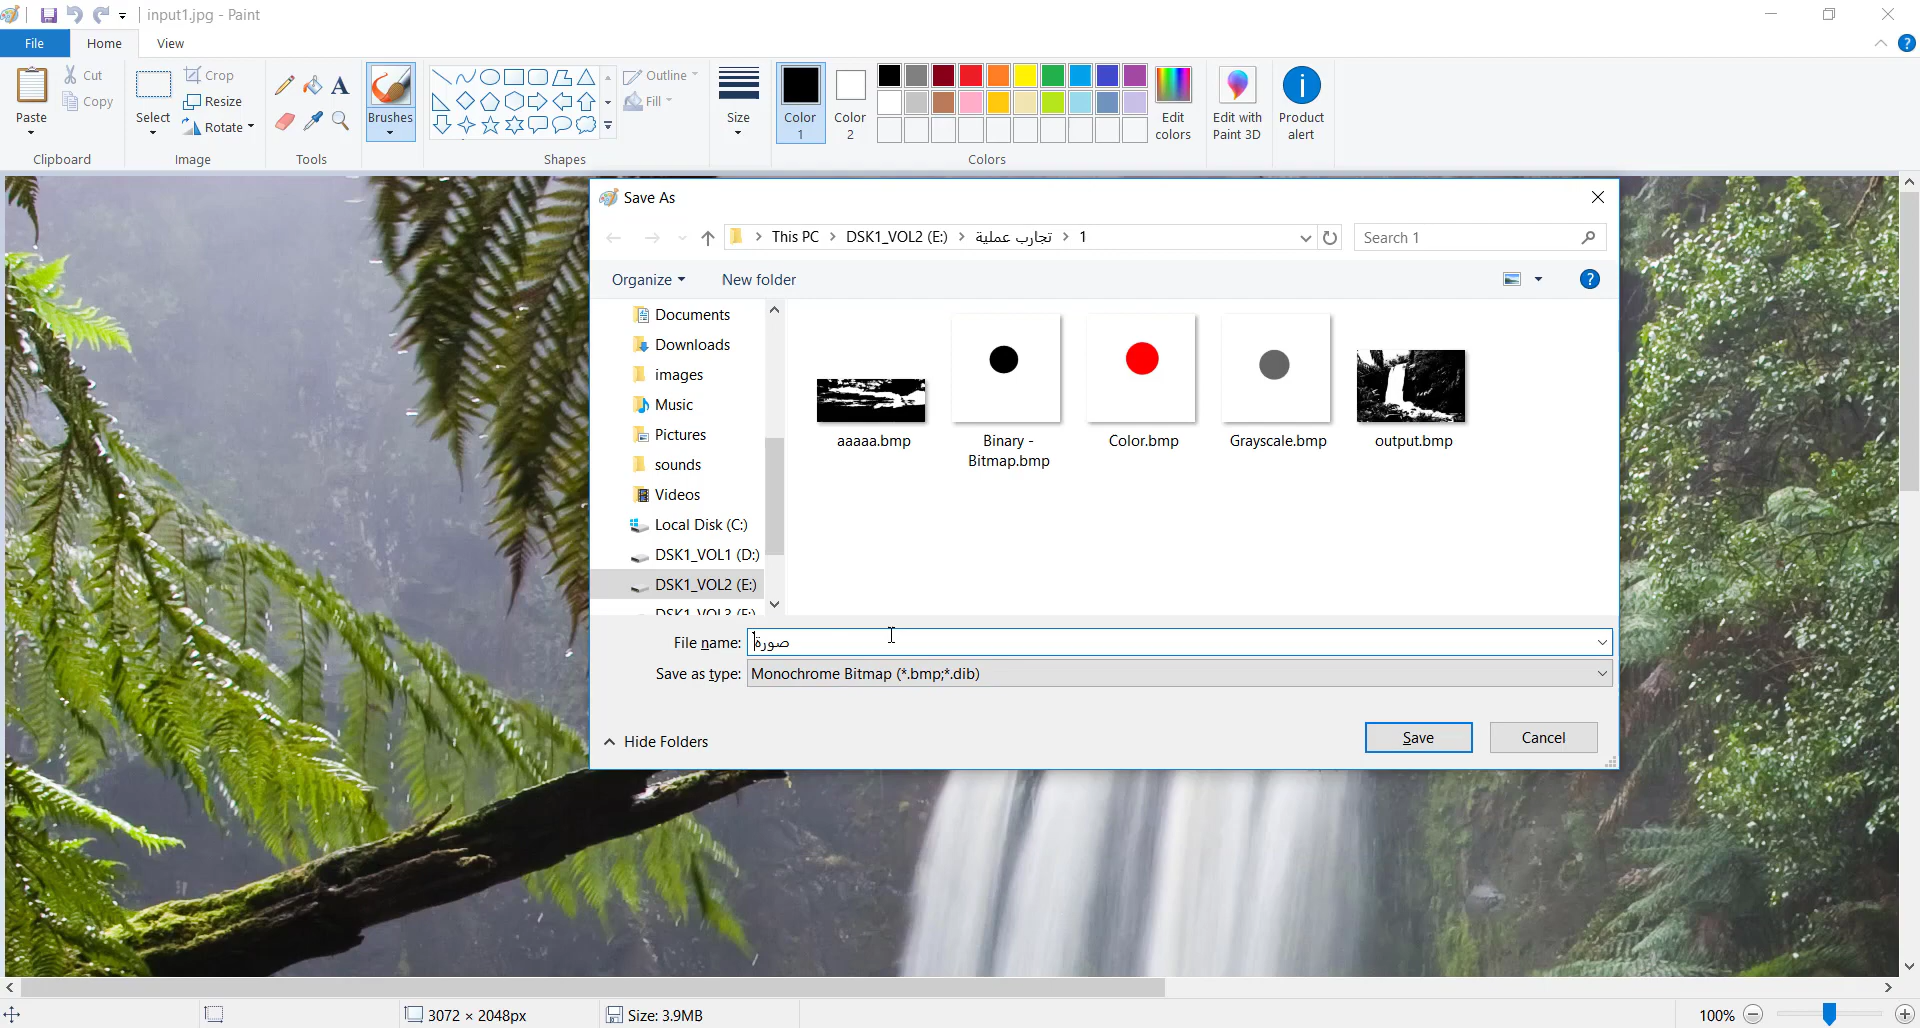 input1.jpg - Paint
File
Home
View
Paste
Cut
Copy
Clipboard
Select
Crop
Resize
Rotate
Image
Tools
Brushes
Shapes
Outline
Fill
Size
Color 1
Color 2
Edit colors
Colors
Edit with Paint 3D
Product alert
Save As
This PC > DSK1_VOL2 (E:) > تجارب عملية > 1
Search 1
Organize
New folder
Documents
Downloads
images
Music
Pictures
sounds
Videos
Local Disk (C:)
DSK1_VOL1 (D:)
DSK1_VOL2 (E:)
DSK1_VOL3 (F:)
aaaaa.bmp
Binary - Bitmap.bmp
Color.bmp
Grayscale.bmp
output.bmp
File name: صورة
Save as type: Monochrome Bitmap (*.bmp;*.dib)
Hide Folders
Save
Cancel
3072 × 2048px
Size: 3.9MB
100%